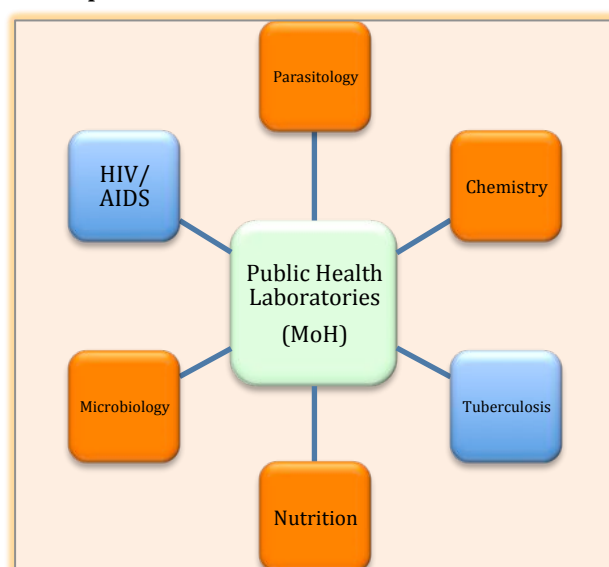 Parasitology
HIV/
AIDS
Chemistry
Public Health
Laboratories
(MoH)
Microbiology
Tuberculosis
Nutrition